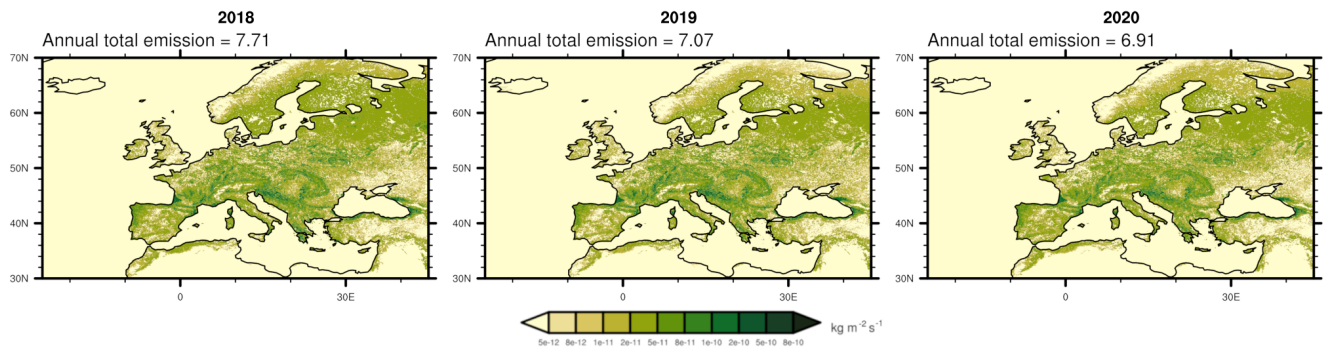 2018
Annual total emission = 7.71
70N
60N
50N
40N
30N
0
30E
2019
Annual total emission = 7.07
70N
60N
50N
40N
30N
0
30E
2020
Annual total emission = 6.91
70N
60N
50N
40N
30N
0
30E
5e-12 8e-12 1e-11 2e-11 5e-11 8e-11 1e-10 2e-10 5e-10 8e-10
kg m⁻² s⁻¹